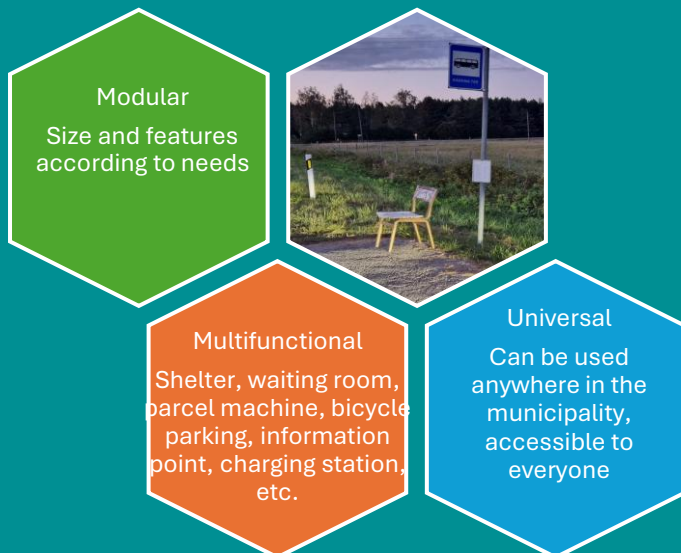 Modular
Size and features
according to needs
Multifunctional
Shelter, waiting room,
parcel machine, bicycle
parking, information
point, charging station,
etc.
Universal
Can be used
anywhere in the
municipality,
accessible to
everyone